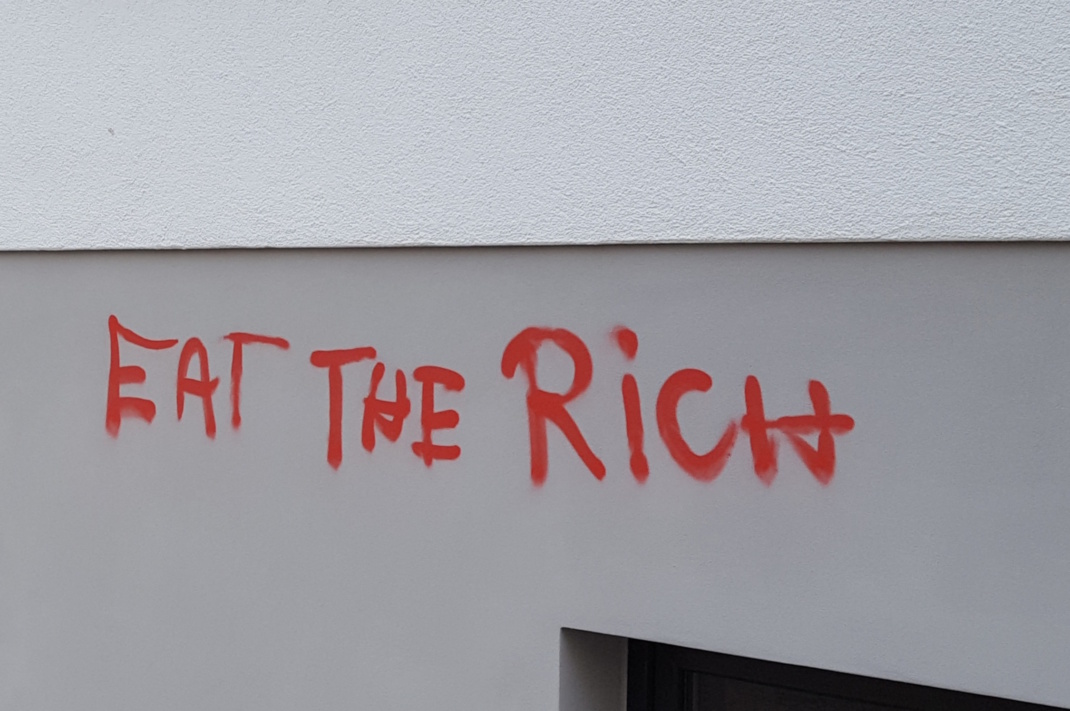 EAT THE RiCH